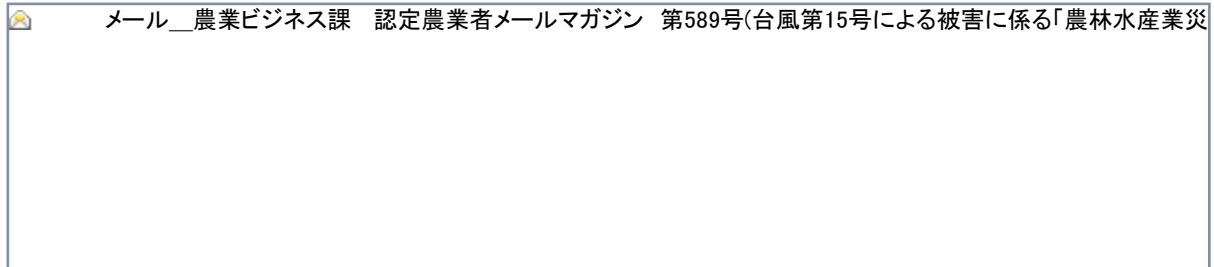 メール__農業ビジネス課　認定農業者メールマガジン　第589号(台風第15号による被害に係る「農林水産業災